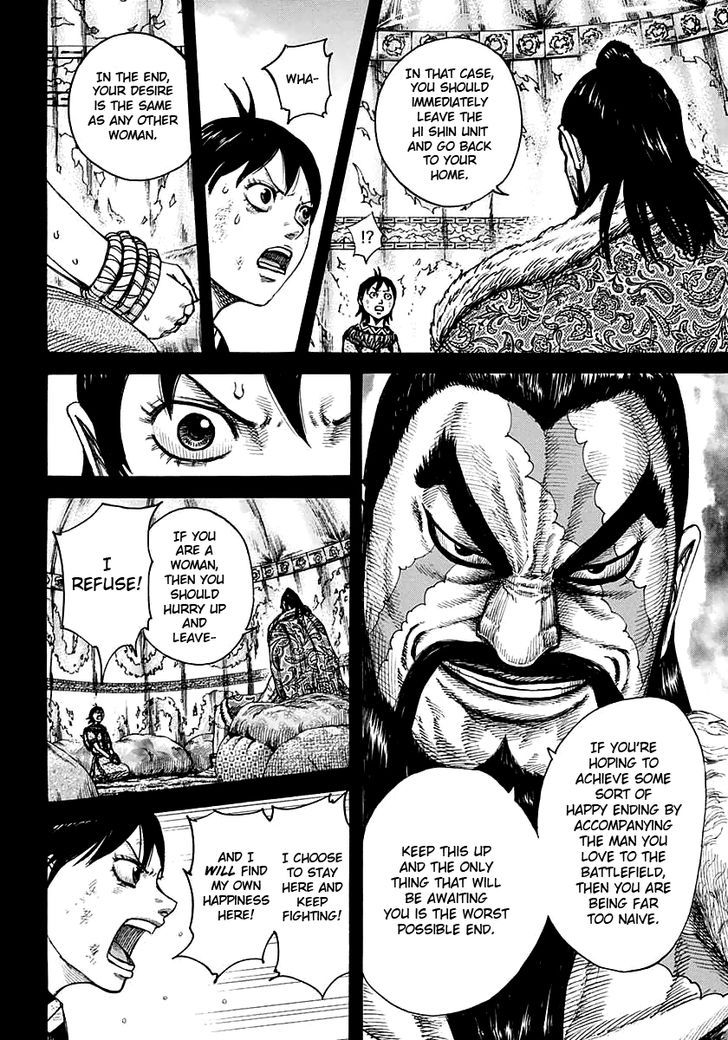 IN THAT CASE,
YOU SHOULD
IMMEDIATELY
LEAVE THE
HI SHIN UNIT
AND GO BACK
TO YOUR
HOME.
!?
WHA-
IN THE END,
YOUR DESIRE
IS THE SAME
AS ANY OTHER
WOMAN.
IF YOU'RE
HOPING TO
ACHIEVE SOME
SORT OF
HAPPY ENDING BY
ACCOMPANYING
THE MAN YOU
LOVE TO THE
BATTLEFIELD,
THEN YOU ARE
BEING FAR
TOO NAIVE.
KEEP THIS UP
AND THE ONLY
THING THAT WILL
BE AWAITING
YOU IS THE WORST
POSSIBLE END.
IF YOU
ARE A
WOMAN,
THEN YOU
SHOULD
HURRY UP
AND
LEAVE-
I
REFUSE!
I CHOOSE
TO STAY
HERE AND
KEEP
FIGHTING!
AND I
WILL FIND
MY OWN
HAPPINESS
HERE!